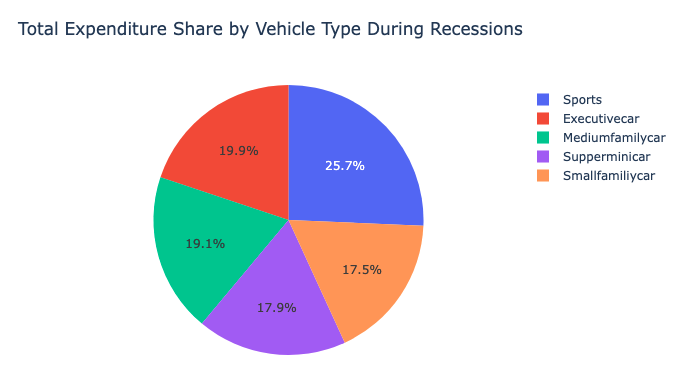 Total Expenditure Share by Vehicle Type During Recessions
Sports
Executivecar
Mediumfamilycar
Supperminicar
Smallfamiliycar
25.7%
19.9%
19.1%
17.9%
17.5%